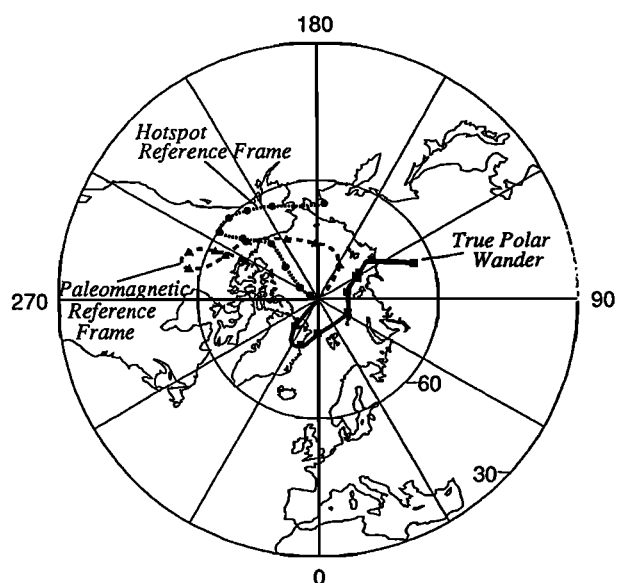 180
Hotspot
Reference Frame
True Polar
Wander
270
Paleomagnetic
Reference
Frame
90
60
30
0